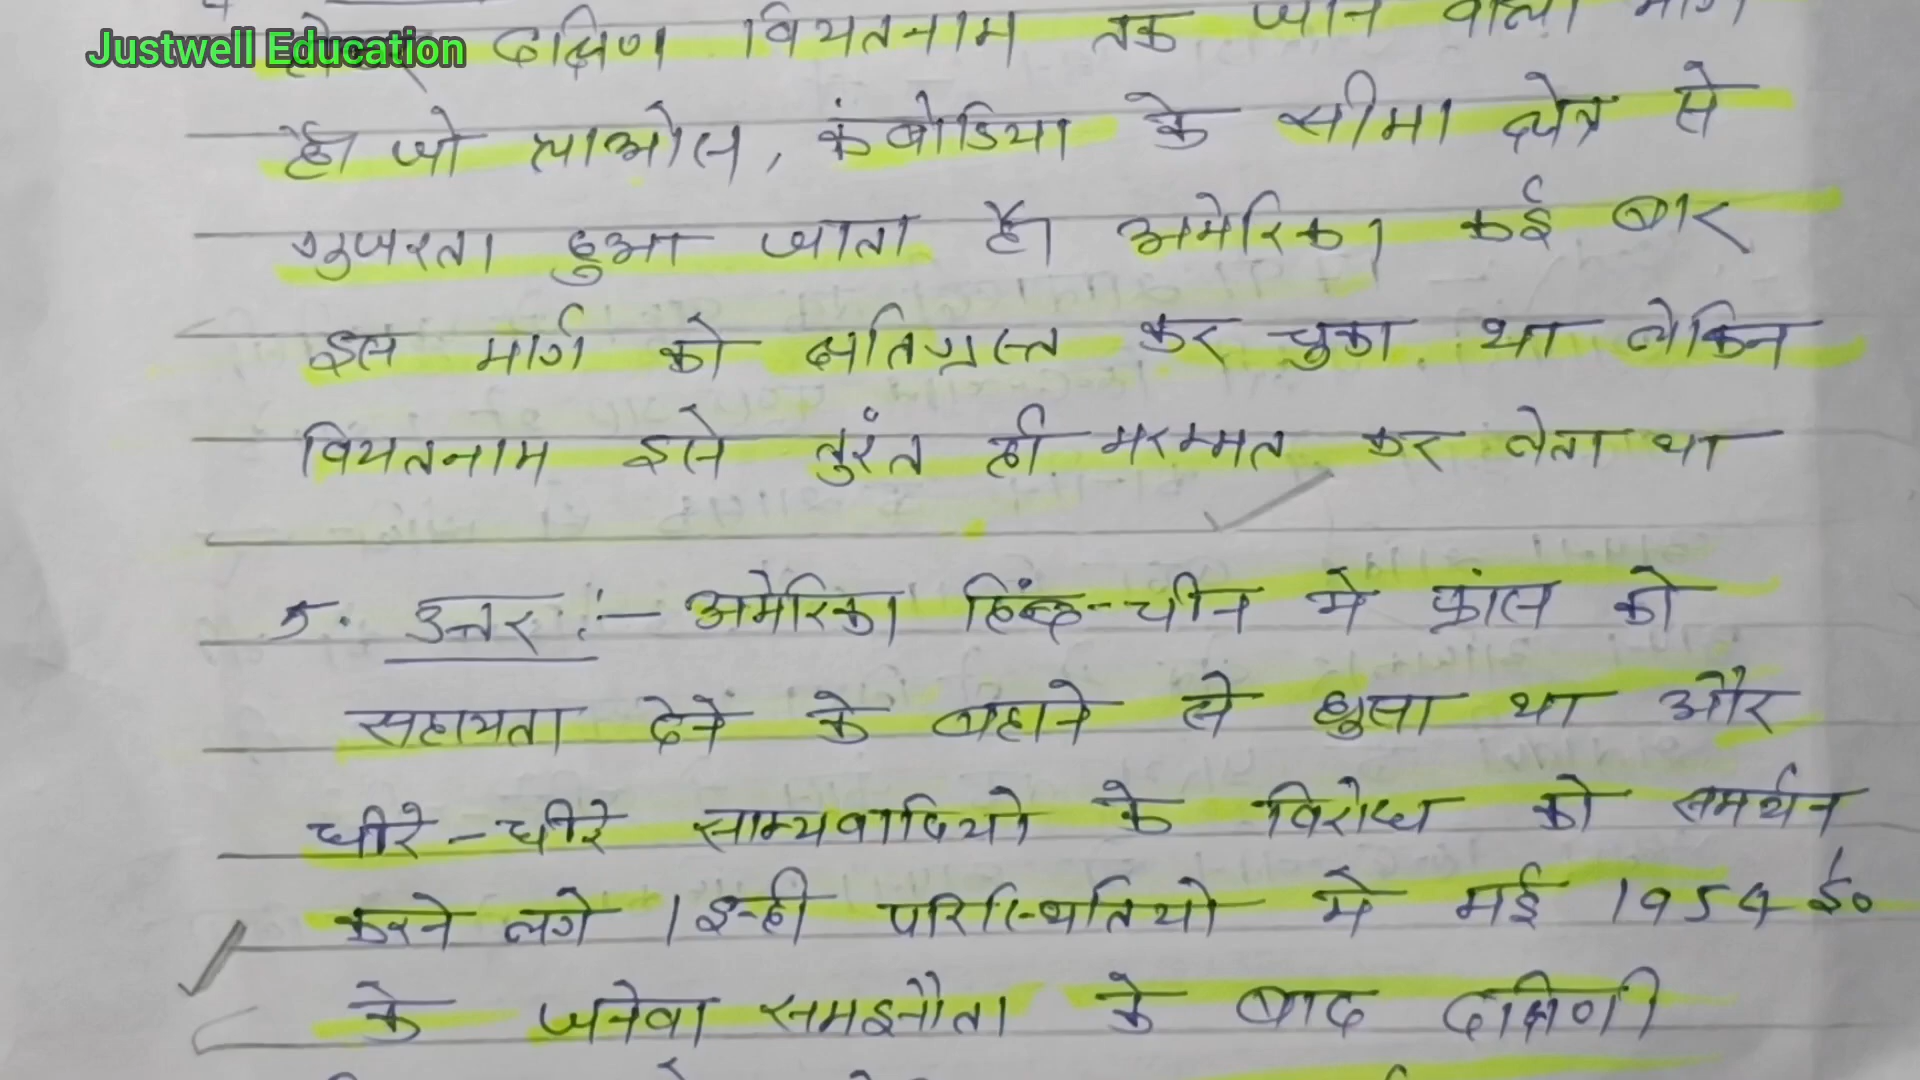 Justwell Education
दक्षिण वियतनाम तक जाने वाला मार्ग
है। जो लाओस, कंबोडिया के सीमा क्षेत्र से
गुजरता हुआ जाता है। अमेरिका कई बार
इस मार्ग को क्षतिग्रस्त कर चुका था लेकिन
वियतनाम इसे तुरंत ही मरम्मत कर लेता था
5. उत्तर :- अमेरिका हिंद-चीन मे फ्रांस को
सहायता देने के बहाने से घुसा था और
धीरे-धीरे साम्यवादियो के विरोध को समर्थन
करने लगे । इन्ही परिस्थितियो मे मई 1954 ई०
के जनेवा समझौता के बाद दक्षिणी